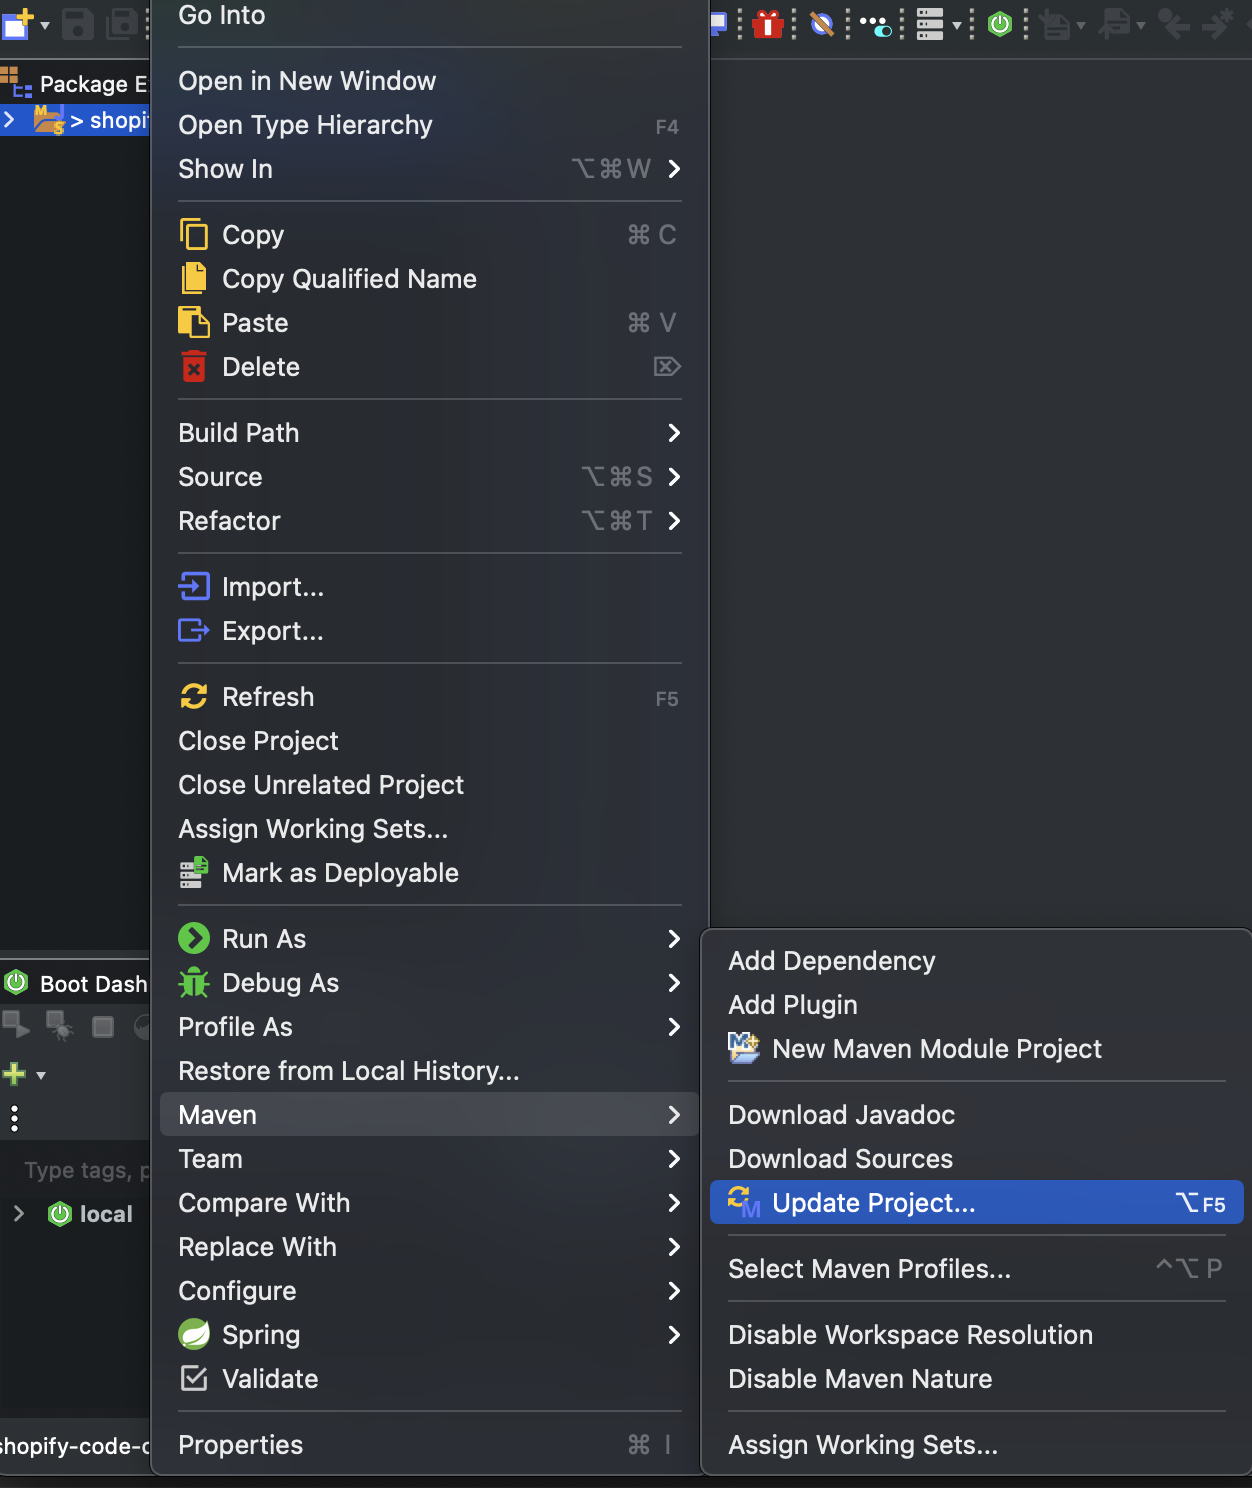 Go Into
Package E
> shopi
Open in New Window
Open Type Hierarchy F4
Show In ⌥⌘W
Copy ⌘ C
Copy Qualified Name
Paste ⌘ V
Delete ⌦
Build Path
Source ⌥⌘S
Refactor ⌥⌘T
Import...
Export...
Refresh F5
Close Project
Close Unrelated Project
Assign Working Sets...
Mark as Deployable
Run As
Boot Dash
Debug As
Profile As
Restore from Local History...
Maven
Team
Type tags, p
Compare With
local
Replace With
Configure
Spring
Validate
shopify-code-c
Properties ⌘ I
Add Dependency
Add Plugin
New Maven Module Project
Download Javadoc
Download Sources
Update Project... ⌥F5
Select Maven Profiles... ^⌥ P
Disable Workspace Resolution
Disable Maven Nature
Assign Working Sets...